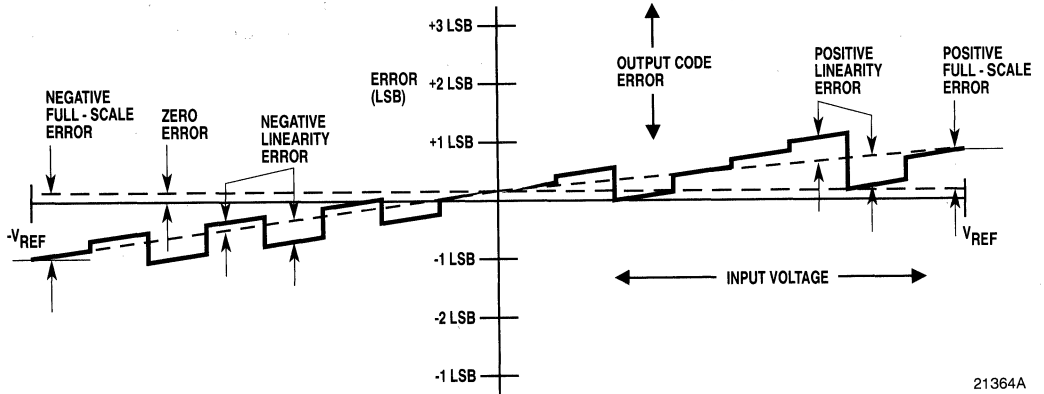 +3 LSB
+2 LSB
+1 LSB
-1 LSB
-2 LSB
-1 LSB
ERROR
(LSB)
NEGATIVE
FULL - SCALE
ERROR
ZERO
ERROR
NEGATIVE
LINEARITY
ERROR
OUTPUT CODE
ERROR
POSITIVE
LINEARITY
ERROR
POSITIVE
FULL - SCALE
ERROR
-VREF
VREF
INPUT VOLTAGE
21364A